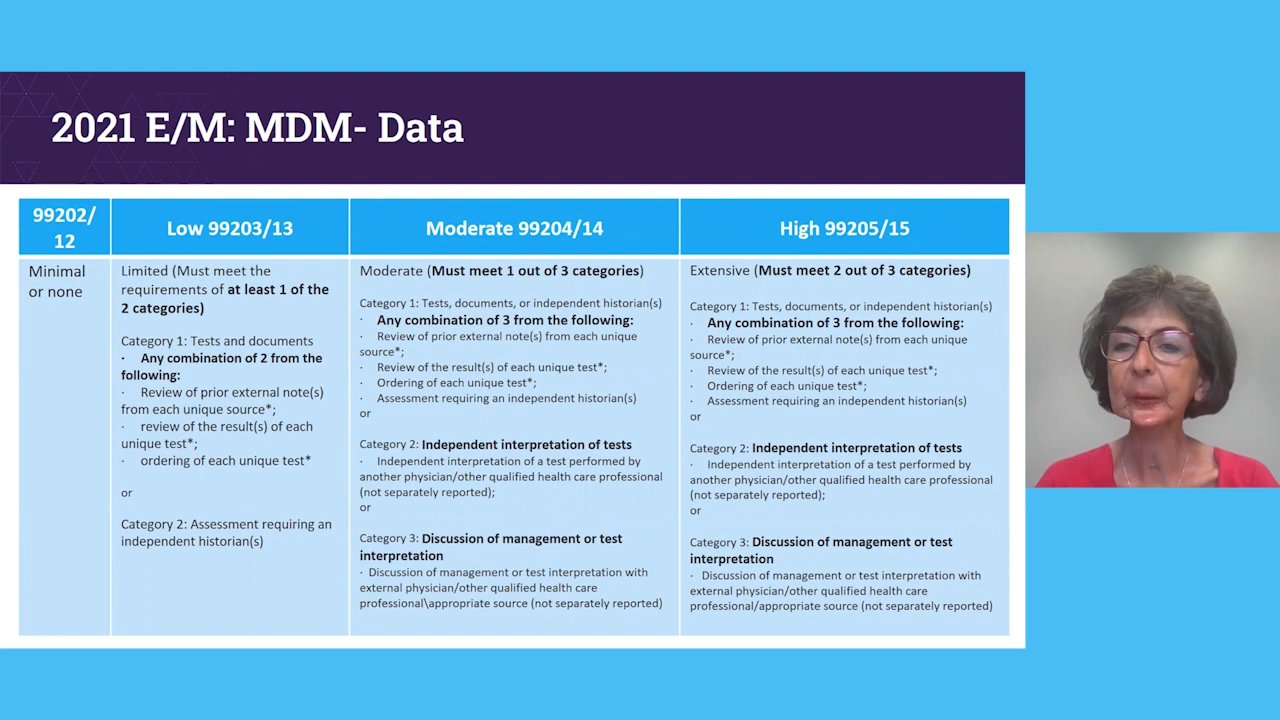 2021 E/M: MDM- Data
99202/
12
Low 99203/13
Moderate 99204/14
High 99205/15
Minimal
or none
Limited (Must meet the
requirements of at least 1 of the
2 categories)
Category 1: Tests and documents
· Any combination of 2 from the
following:
· Review of prior external note(s)
from each unique source*;
· review of the result(s) of each
unique test*;
· ordering of each unique test*
or
Category 2: Assessment requiring an
independent historian(s)
Moderate (Must meet 1 out of 3 categories)
Category 1: Tests, documents, or independent historian(s)
· Any combination of 3 from the following:
· Review of prior external note(s) from each unique
source*;
· Review of the result(s) of each unique test*;
· Ordering of each unique test*;
· Assessment requiring an independent historian(s)
or
Category 2: Independent interpretation of tests
· Independent interpretation of a test performed by
another physician/other qualified health care professional
(not separately reported);
or
Category 3: Discussion of management or test
interpretation
· Discussion of management or test interpretation with
external physician/other qualified health care
professional\appropriate source (not separately reported)
Extensive (Must meet 2 out of 3 categories)
Category 1: Tests, documents, or independent historian(s)
· Any combination of 3 from the following:
· Review of prior external note(s) from each unique
source*;
· Review of the result(s) of each unique test*;
· Ordering of each unique test*;
· Assessment requiring an independent historian(s)
or
Category 2: Independent interpretation of tests
· Independent interpretation of a test performed by
another physician/other qualified health care professional
(not separately reported);
or
Category 3: Discussion of management or test
interpretation
· Discussion of management or test interpretation with
external physician/other qualified health care
professional/appropriate source (not separately reported)